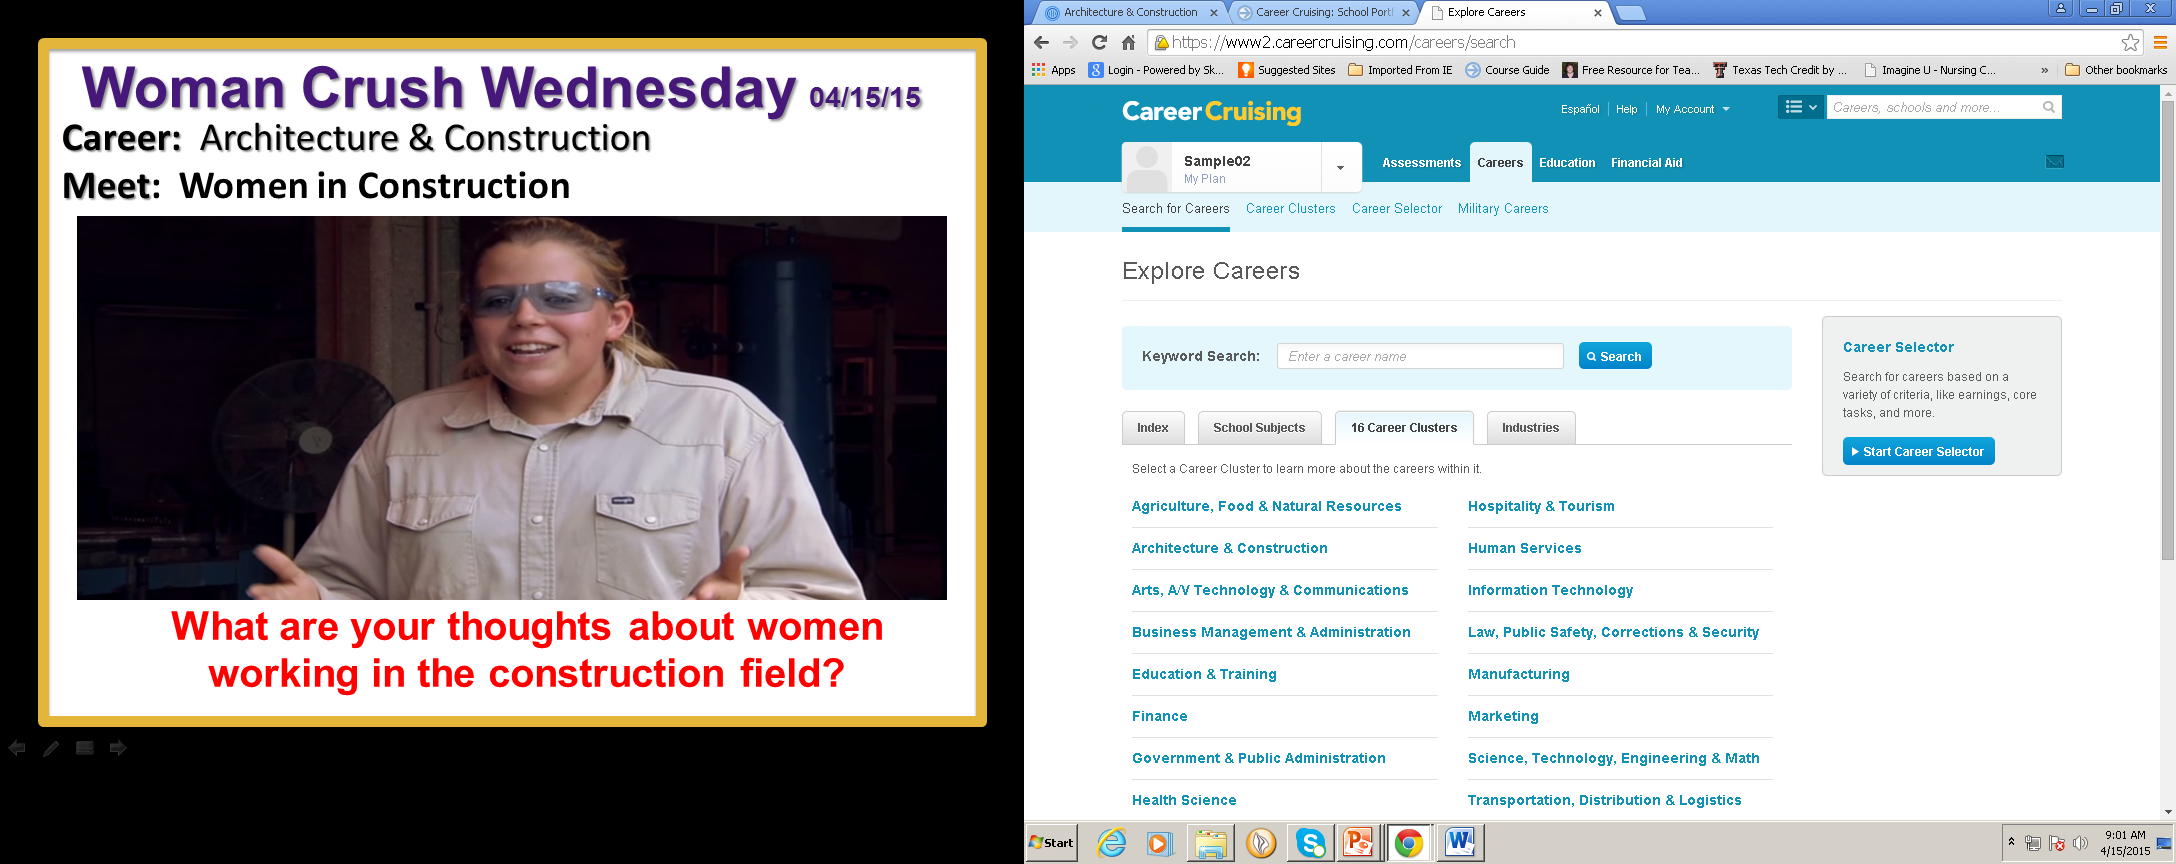 Woman Crush Wednesday 04/15/15
Career: Architecture & Construction
Meet: Women in Construction
What are your thoughts about women
working in the construction field?
Architecture & Construction
Career Cruising: School Portf
Explore Careers
https://www2.careercruising.com/careers/search
Apps
Login - Powered by Sk...
Suggested Sites
Imported From IE
Course Guide
Free Resource for Tea...
Texas Tech Credit by ...
Imagine U - Nursing C...
»
Other bookmarks
Career Cruising
Español
Help
My Account
Careers, schools and more...
Sample02
My Plan
Assessments
Careers
Education
Financial Aid
Search for Careers
Career Clusters
Career Selector
Military Careers
Explore Careers
Keyword Search:
Enter a career name
Search
Index
School Subjects
16 Career Clusters
Industries
Select a Career Cluster to learn more about the careers within it.
Agriculture, Food & Natural Resources
Architecture & Construction
Arts, A/V Technology & Communications
Business Management & Administration
Education & Training
Finance
Government & Public Administration
Health Science
Hospitality & Tourism
Human Services
Information Technology
Law, Public Safety, Corrections & Security
Manufacturing
Marketing
Science, Technology, Engineering & Math
Transportation, Distribution & Logistics
Career Selector
Search for careers based on a
variety of criteria, like earnings, core
tasks, and more.
Start Career Selector
Start
9:01 AM
4/15/2015